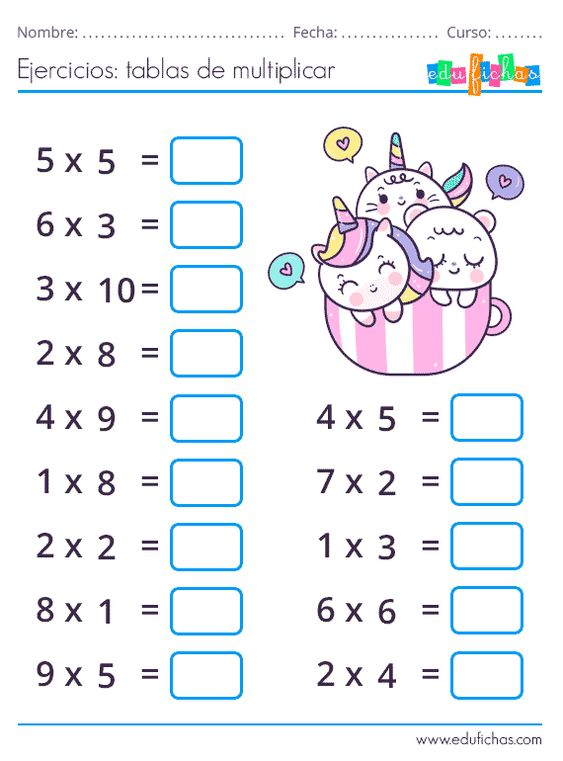 Nombre: ................................ Fecha: ............... Curso: ........
Ejercicios: tablas de multiplicar
edufichas
5 x 5 =
6 x 3 =
3 x 10 =
2 x 8 =
4 x 9 =
1 x 8 =
2 x 2 =
8 x 1 =
9 x 5 =
4 x 5 =
7 x 2 =
1 x 3 =
6 x 6 =
2 x 4 =
www.edufichas.com